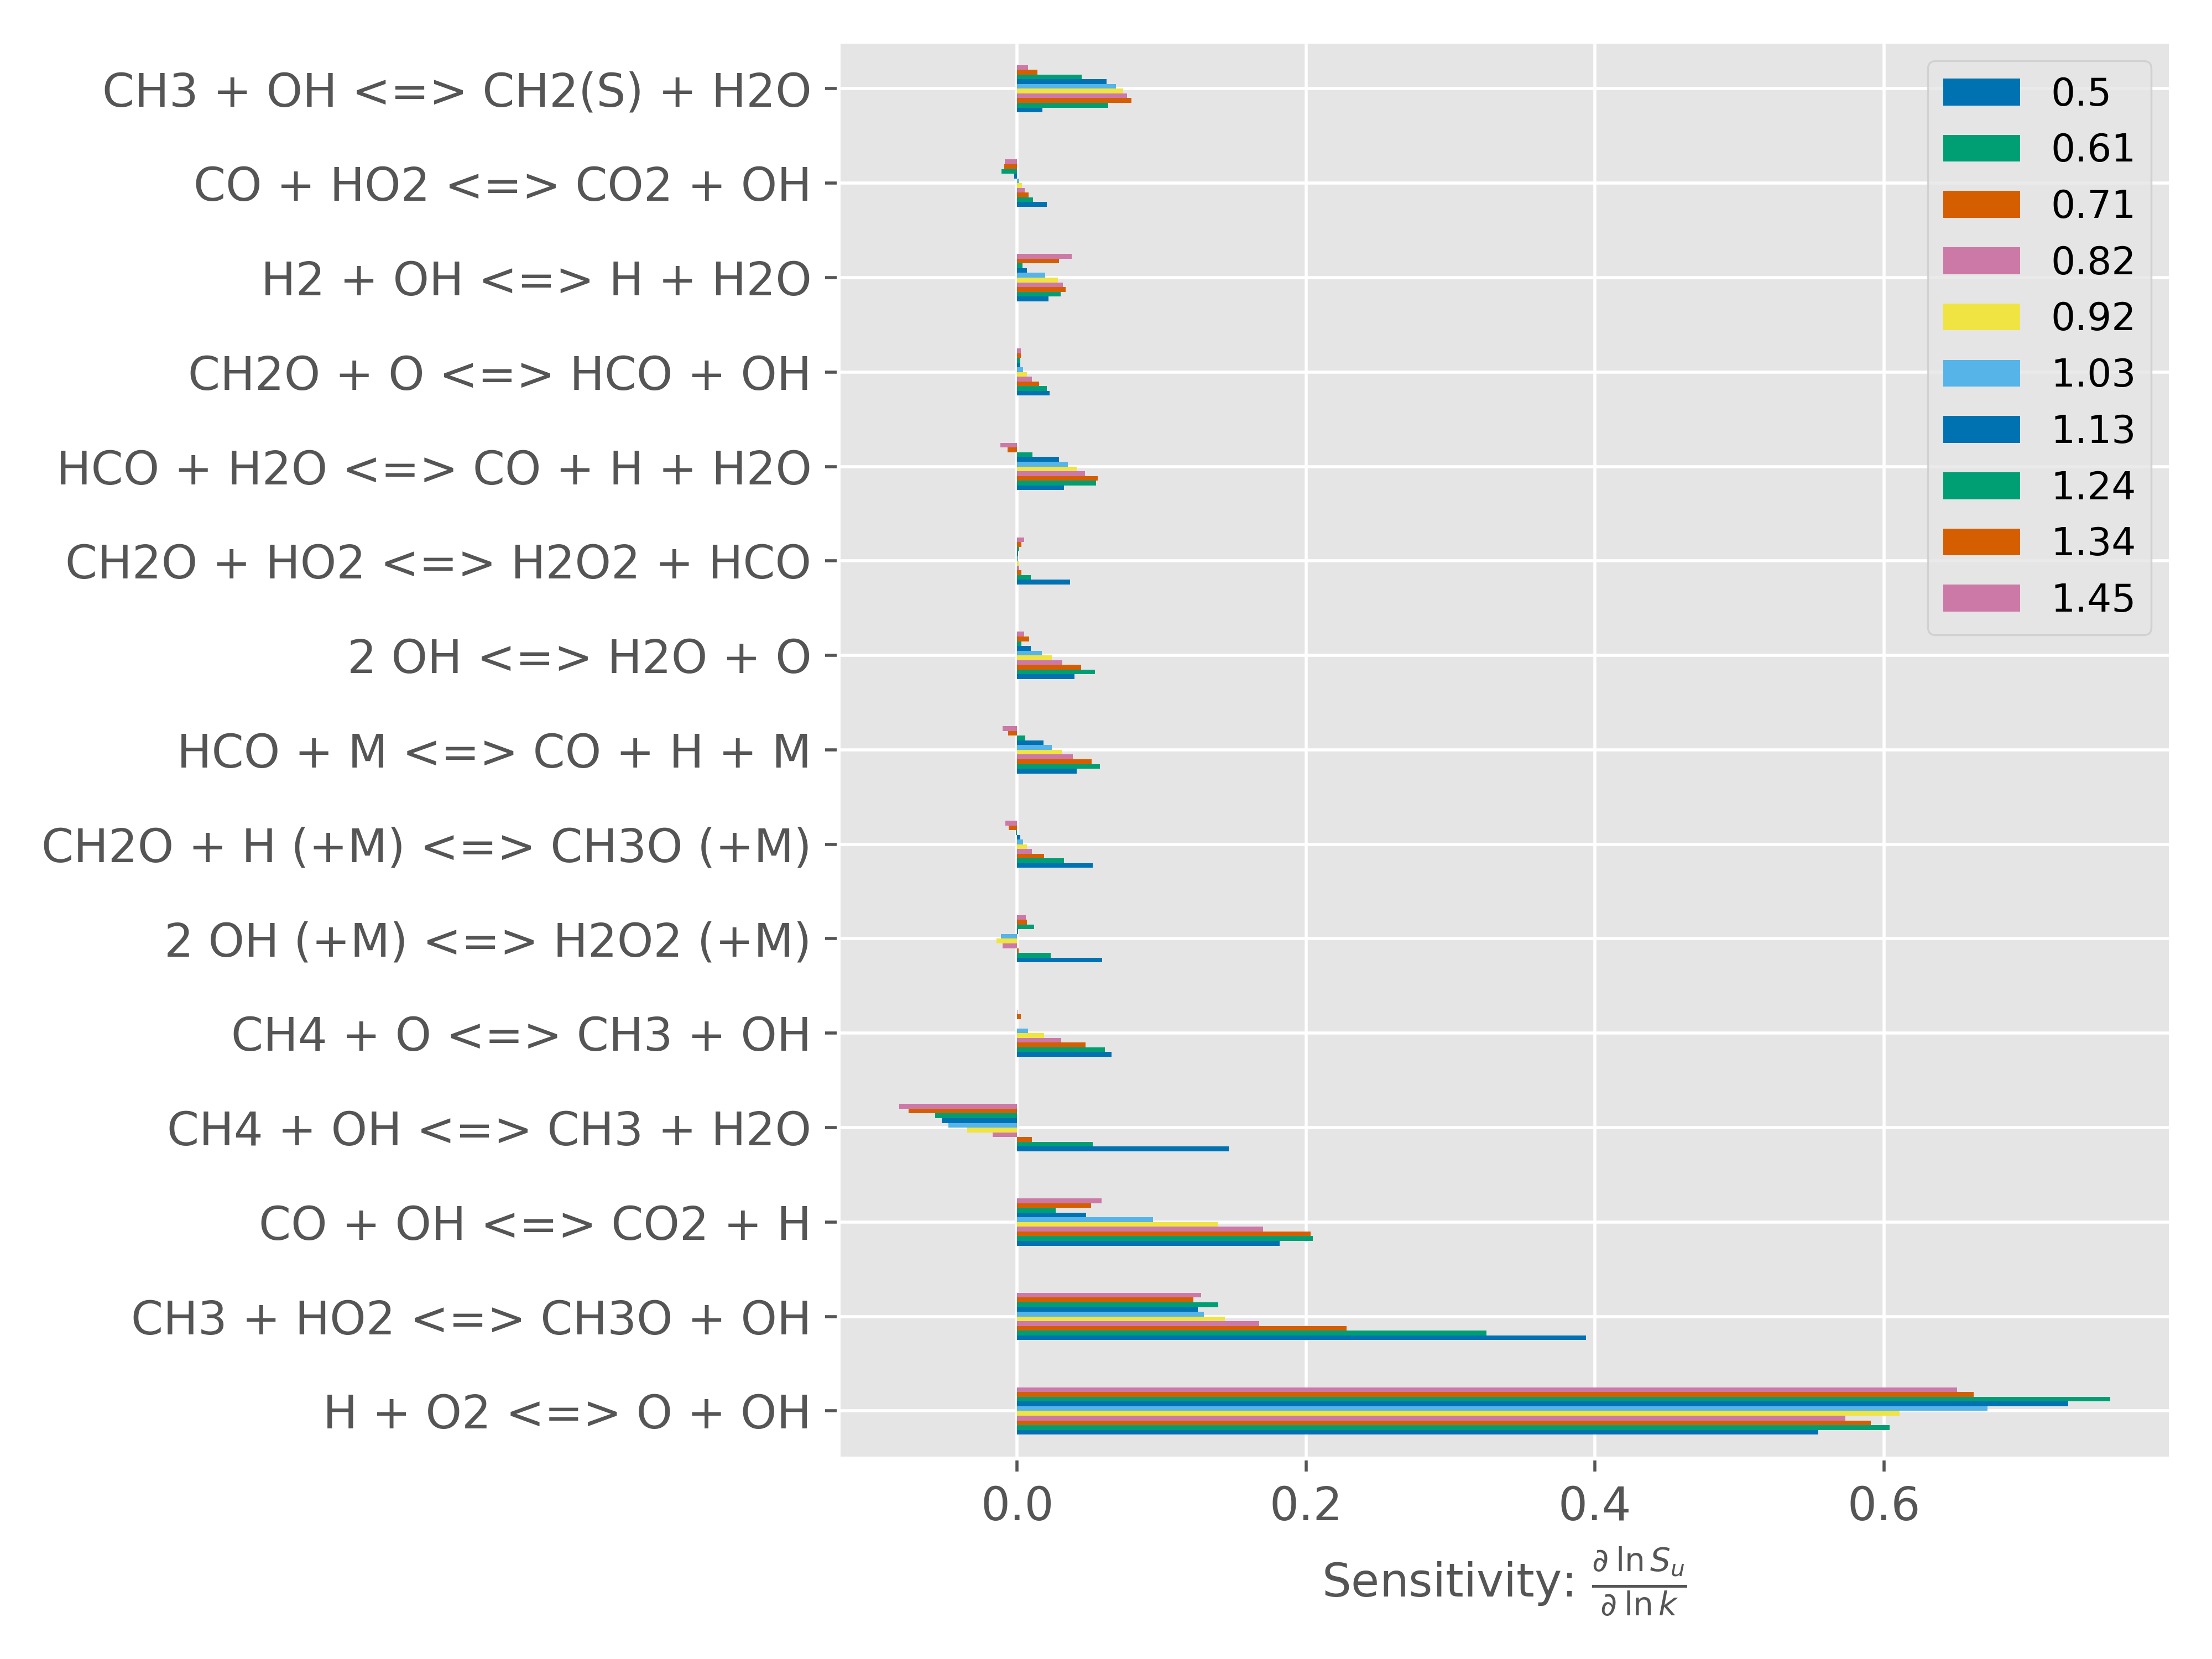 CH3 + OH <=> CH2(S) + H2O
CO + HO2 <=> CO2 + OH
H2 + OH <=> H + H2O
CH2O + O <=> HCO + OH
HCO + H2O <=> CO + H + H2O
CH2O + HO2 <=> H2O2 + HCO
2 OH <=> H2O + O
HCO + M <=> CO + H + M
CH2O + H (+M) <=> CH3O (+M)
2 OH (+M) <=> H2O2 (+M)
CH4 + O <=> CH3 + OH
CH4 + OH <=> CH3 + H2O
CO + OH <=> CO2 + H
CH3 + HO2 <=> CH3O + OH
H + O2 <=> O + OH
0.5
0.61
0.71
0.82
0.92
1.03
1.13
1.24
1.34
1.45
0.0 0.2 0.4 0.6
Sensitivity: ∂ ln S_u / ∂ ln k